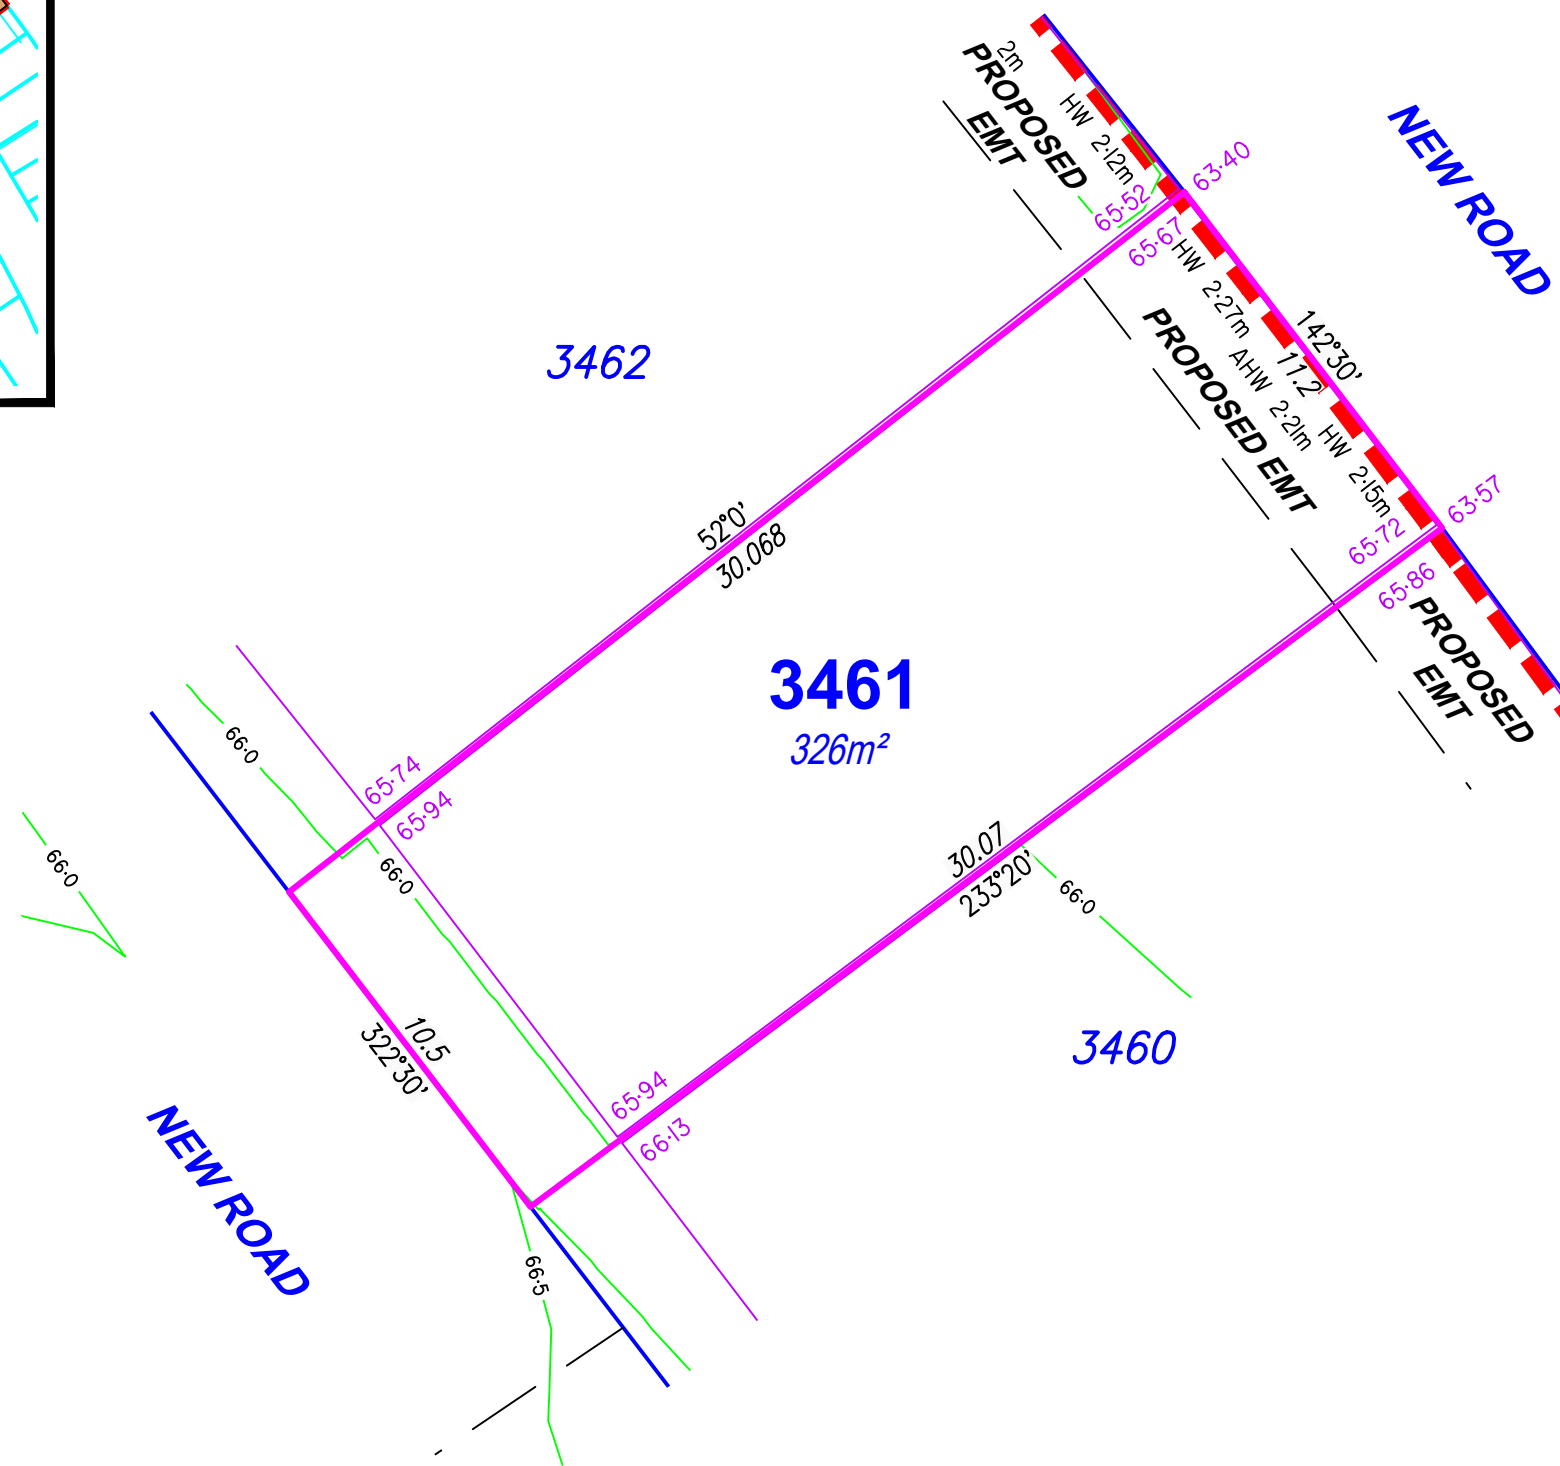 2m
PROPOSED
EMT
HW 2·12m
65·52
63·40
65·67
NEW ROAD
HW 2·27m
142°30'
11.2
AHW 2·21m
PROPOSED EMT
HW 2·15m
3462
52°0'
30.068
63·57
65·72
65·86
PROPOSED
EMT
3461
326m²
66·0
65·74
65·94
66·0
66·0
30.07
233°20'
66·0
3460
10.5
322°30'
65·94
66·13
NEW ROAD
66·5